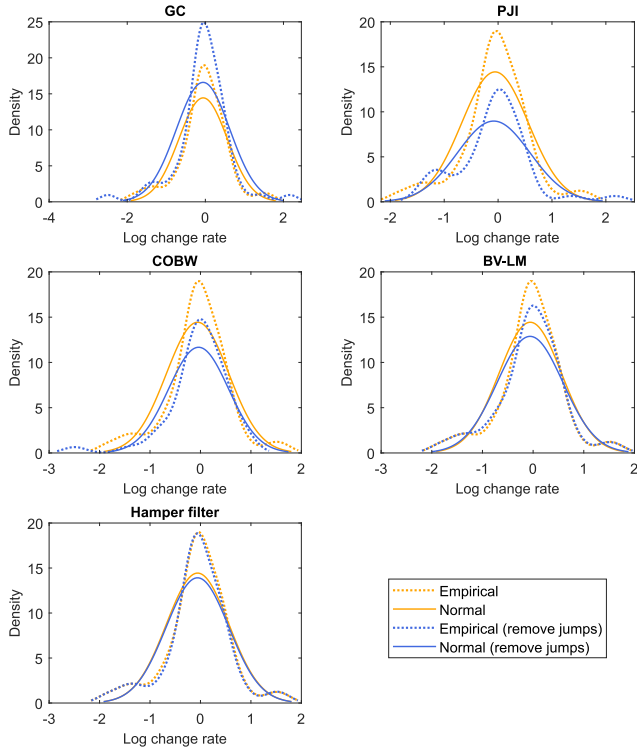 GC
25
20
15
10
5
0
Density
-4
-2
0
2
Log change rate
PJI
20
15
10
5
0
Density
-2
-1
0
1
2
Log change rate
COBW
20
15
10
5
0
Density
-3
-2
-1
0
1
2
Log change rate
BV-LM
20
15
10
5
0
Density
-3
-2
-1
0
1
2
Log change rate
Hamper filter
20
15
10
5
0
Density
-3
-2
-1
0
1
2
Log change rate
Empirical
Normal
Empirical (remove jumps)
Normal (remove jumps)